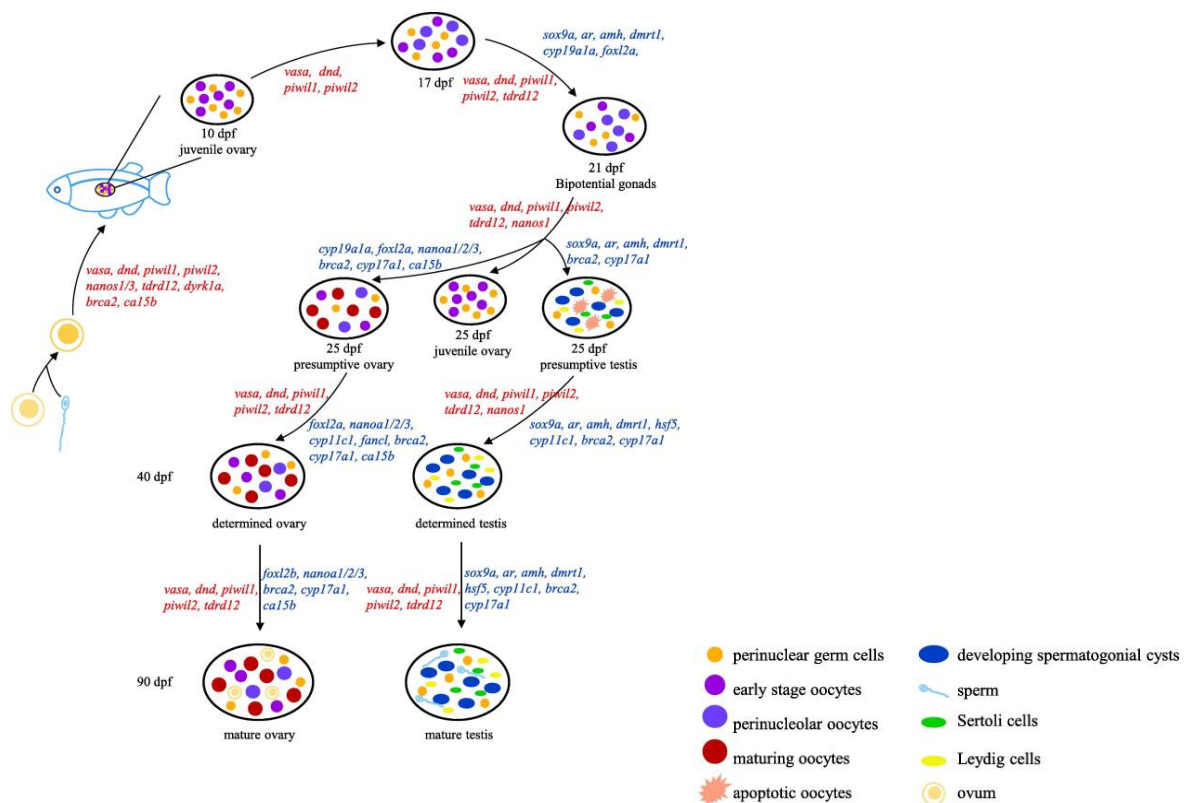 vasa, dnd,
piwil1, piwil2
17 dpf
sox9a, ar, amh, dmrt1,
cyp19a1a, foxl2a,
vasa, dnd, piwil1,
piwil2, tdrd12
10 dpf
juvenile ovary
21 dpf
Bipotential gonads
vasa, dnd, piwil1, piwil2,
tdrd12, nanos1
cyp19a1a, foxl2a, nanoa1/2/3,
brca2, cyp17a1, ca15b
sox9a, ar, amh, dmrt1,
brca2, cyp17a1
vasa, dnd, piwil1, piwil2,
nanos1/3, tdrd12, dyrk1a,
brca2, ca15b
25 dpf
presumptive ovary
25 dpf
juvenile ovary
25 dpf
presumptive testis
vasa, dnd, piwil1,
piwil2, tdrd12
foxl2a, nanoa1/2/3,
cyp11c1, fancl, brca2,
cyp17a1, ca15b
vasa, dnd, piwil1, piwil2,
tdrd12, nanos1
sox9a, ar, amh, dmrt1, hsf5,
cyp11c1, brca2, cyp17a1
40 dpf
determined ovary
determined testis
vasa, dnd, piwil1,
piwil2, tdrd12
foxl2b, nanoa1/2/3,
brca2, cyp17a1,
ca15b
vasa, dnd, piwil1,
piwil2, tdrd12
sox9a, ar, amh, dmrt1,
hsf5, cyp11c1, brca2,
cyp17a1
90 dpf
mature ovary
mature testis
perinuclear germ cells
early stage oocytes
perinucleolar oocytes
maturing oocytes
apoptotic oocytes
developing spermatogonial cysts
sperm
Sertoli cells
Leydig cells
ovum